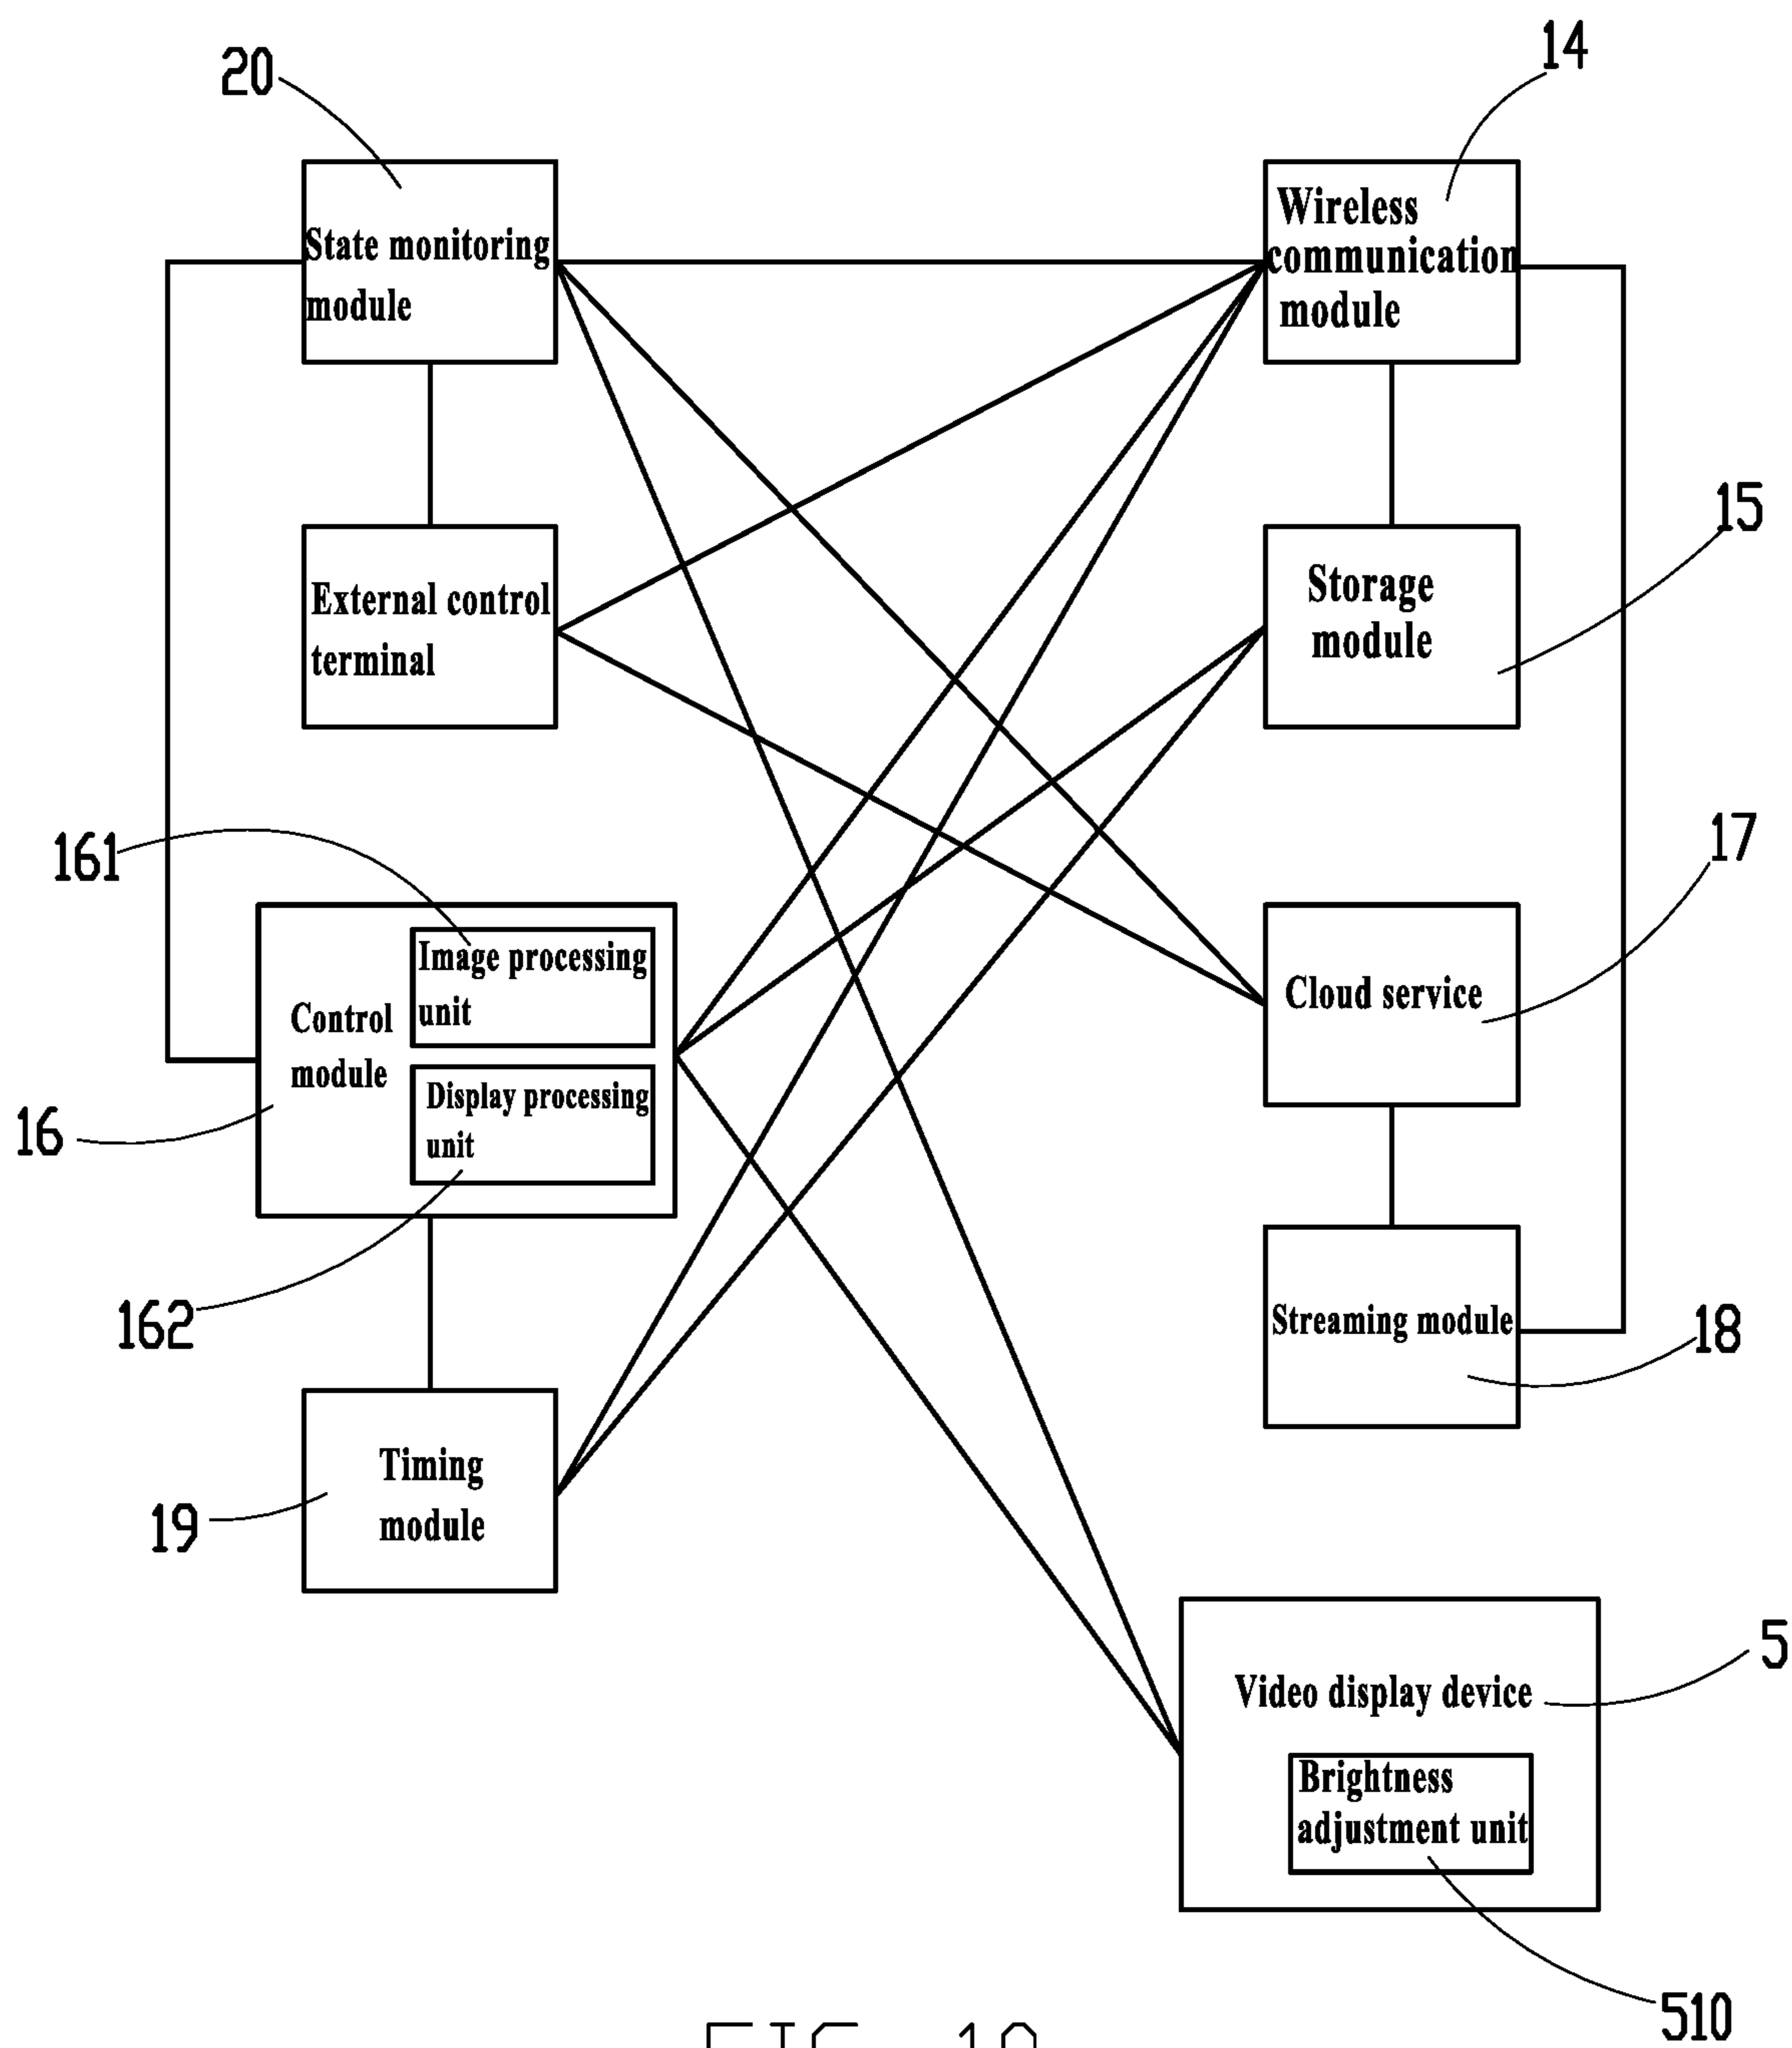 20
14
State monitoring
module
Wireless
communication
module
15
External control
terminal
Storage
module
161
17
Image processing
unit
Control
module
Display processing
unit
Cloud service
16
162
Streaming module
18
Timing
module
19
5
Video display device
Brightness
adjustment unit
510